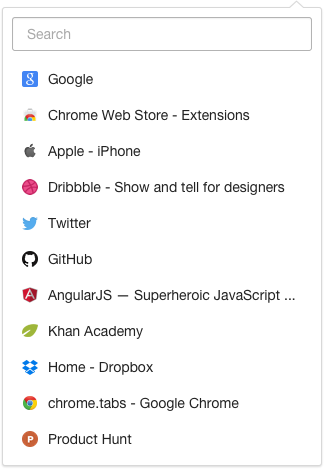 Search
Google
Chrome Web Store - Extensions
Apple - iPhone
Dribbble - Show and tell for designers
Twitter
GitHub
AngularJS — Superheroic JavaScript ...
Khan Academy
Home - Dropbox
chrome.tabs - Google Chrome
Product Hunt